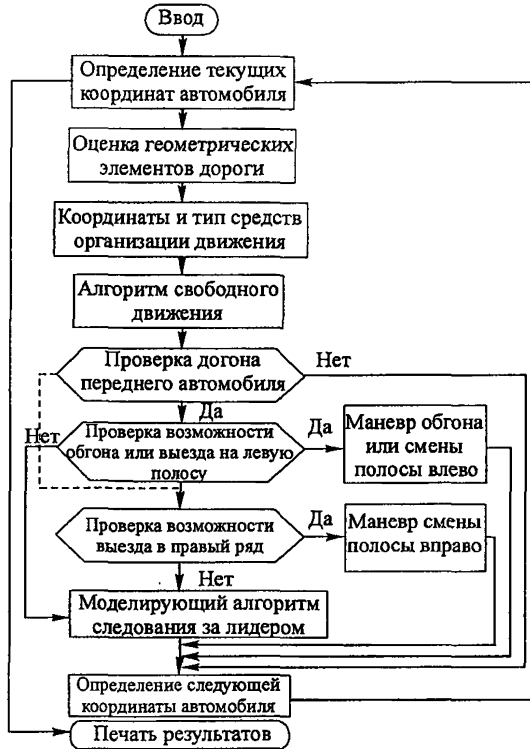 Ввод
Определение текущих
координат автомобиля
Оценка геометрических
элементов дороги
Координаты и тип средств
организации движения
Алгоритм свободного
движения
Проверка догона
переднего автомобиля
Нет
Да
Нет
Проверка возможности
обгона или выезда на левую
полосу
Да
Маневр обгона
или смены
полосы влево
Проверка возможности
выезда в правый ряд
Да
Маневр смены
полосы вправо
Нет
Моделирующий алгоритм
следования за лидером
Определение следующей
координаты автомобиля
Печать результатов